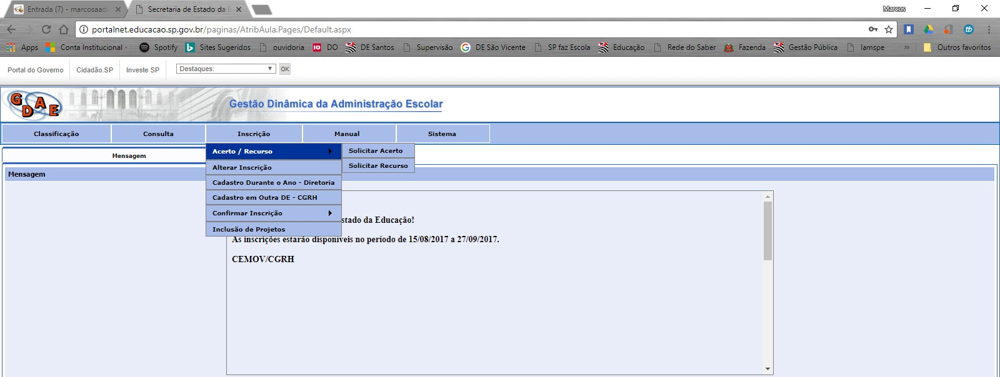 Entrada (7) - marcosaad
Secretaria de Estado da E
Marcos
portalnet.educacao.sp.gov.br/paginas/AtribAula.Pages/Default.aspx
Apps
Conta Institucional -
Spotify
Sites Sugeridos
ouvidoria
DO
DE Santos
Supervisão
DE São Vicente
SP faz Escola
Educação
Rede do Saber
Fazenda
Gestão Pública
Iamspe
»
Outros favoritos
Portal do Governo
Cidadão.SP
Investe SP
Destaques:
OK
GDAE
Gestão Dinâmica da Administração Escolar
Classificação
Consulta
Inscrição
Manual
Sistema
Acerto / Recurso
Solicitar Acerto
Solicitar Recurso
Alterar Inscrição
Cadastro Durante o Ano - Diretoria
Cadastro em Outra DE - CGRH
Confirmar Inscrição
Inclusão de Projetos
Mensagem
Mensagem
stado da Educação!
As inscrições estarão disponíveis no período de 15/08/2017 a 27/09/2017.
CEMOV/CGRH